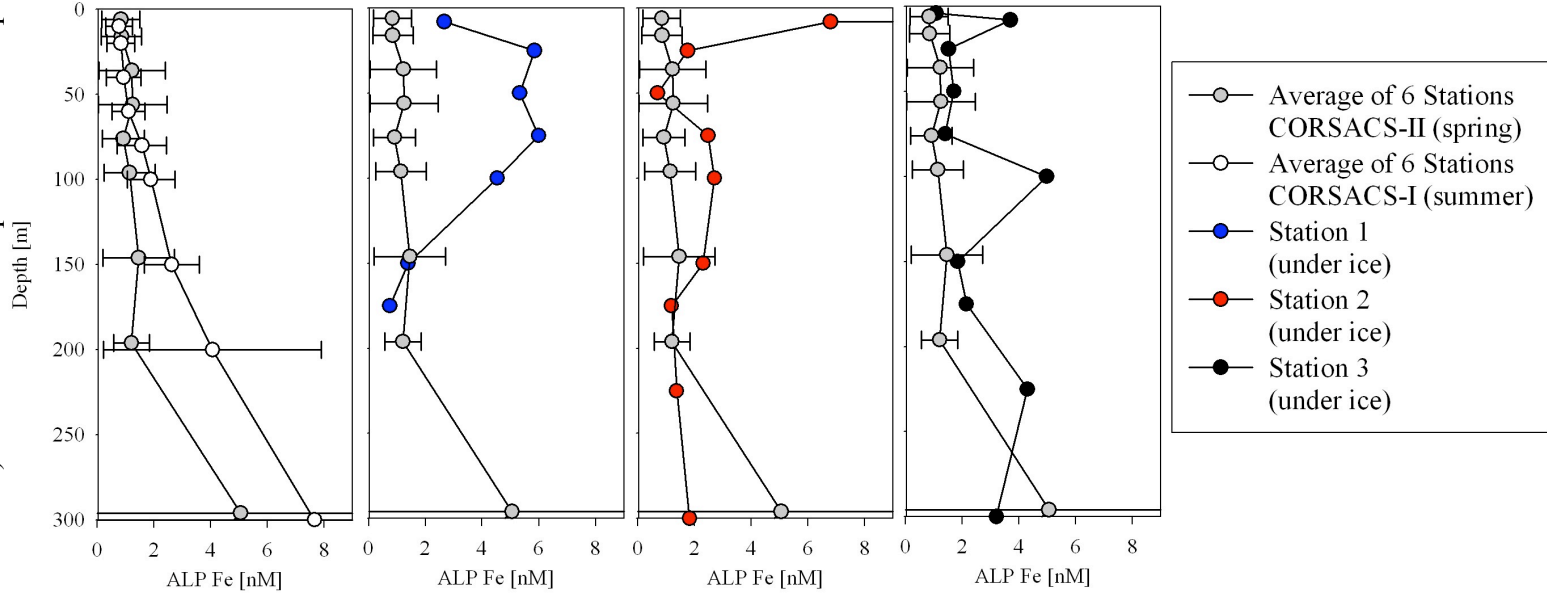 0
50
100
150
200
250
300
Depth [m]
0 2 4 6 8
ALP Fe [nM]
0 2 4 6 8
ALP Fe [nM]
0 2 4 6 8
ALP Fe [nM]
0 2 4 6 8
ALP Fe [nM]
Average of 6 Stations
CORSACS-II (spring)
Average of 6 Stations
CORSACS-I (summer)
Station 1
(under ice)
Station 2
(under ice)
Station 3
(under ice)